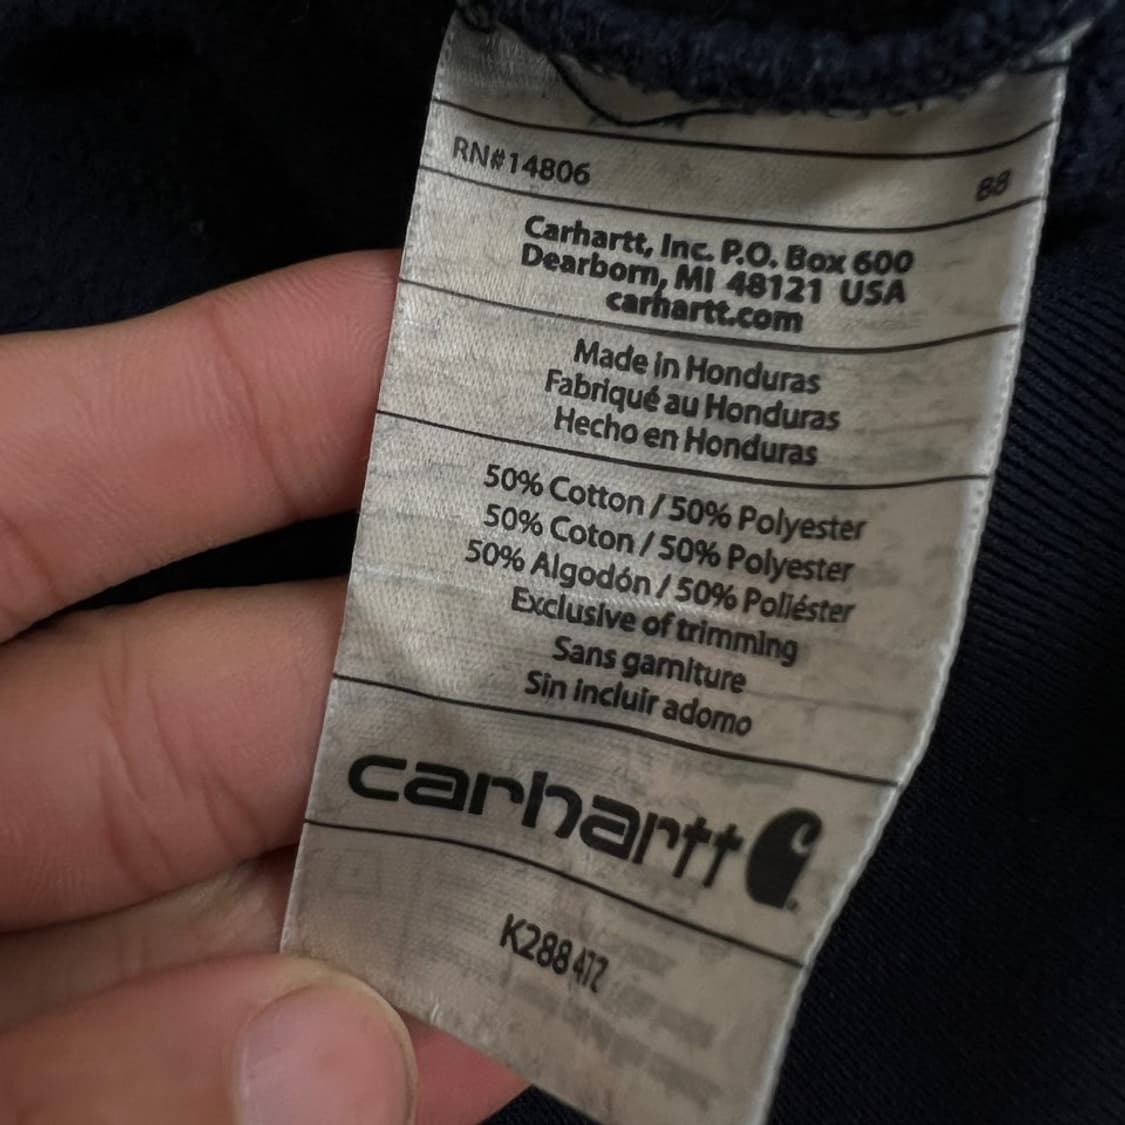 RN#14806 88
Carhartt, Inc. P.O. Box 600
Dearborn, MI 48121 USA
carhartt.com
Made in Honduras
Fabriqué au Honduras
Hecho en Honduras
50% Cotton / 50% Polyester
50% Coton / 50% Polyester
50% Algodón / 50% Poliéster
Exclusive of trimming
Sans garniture
Sin incluir adorno
carhartt
K288 472